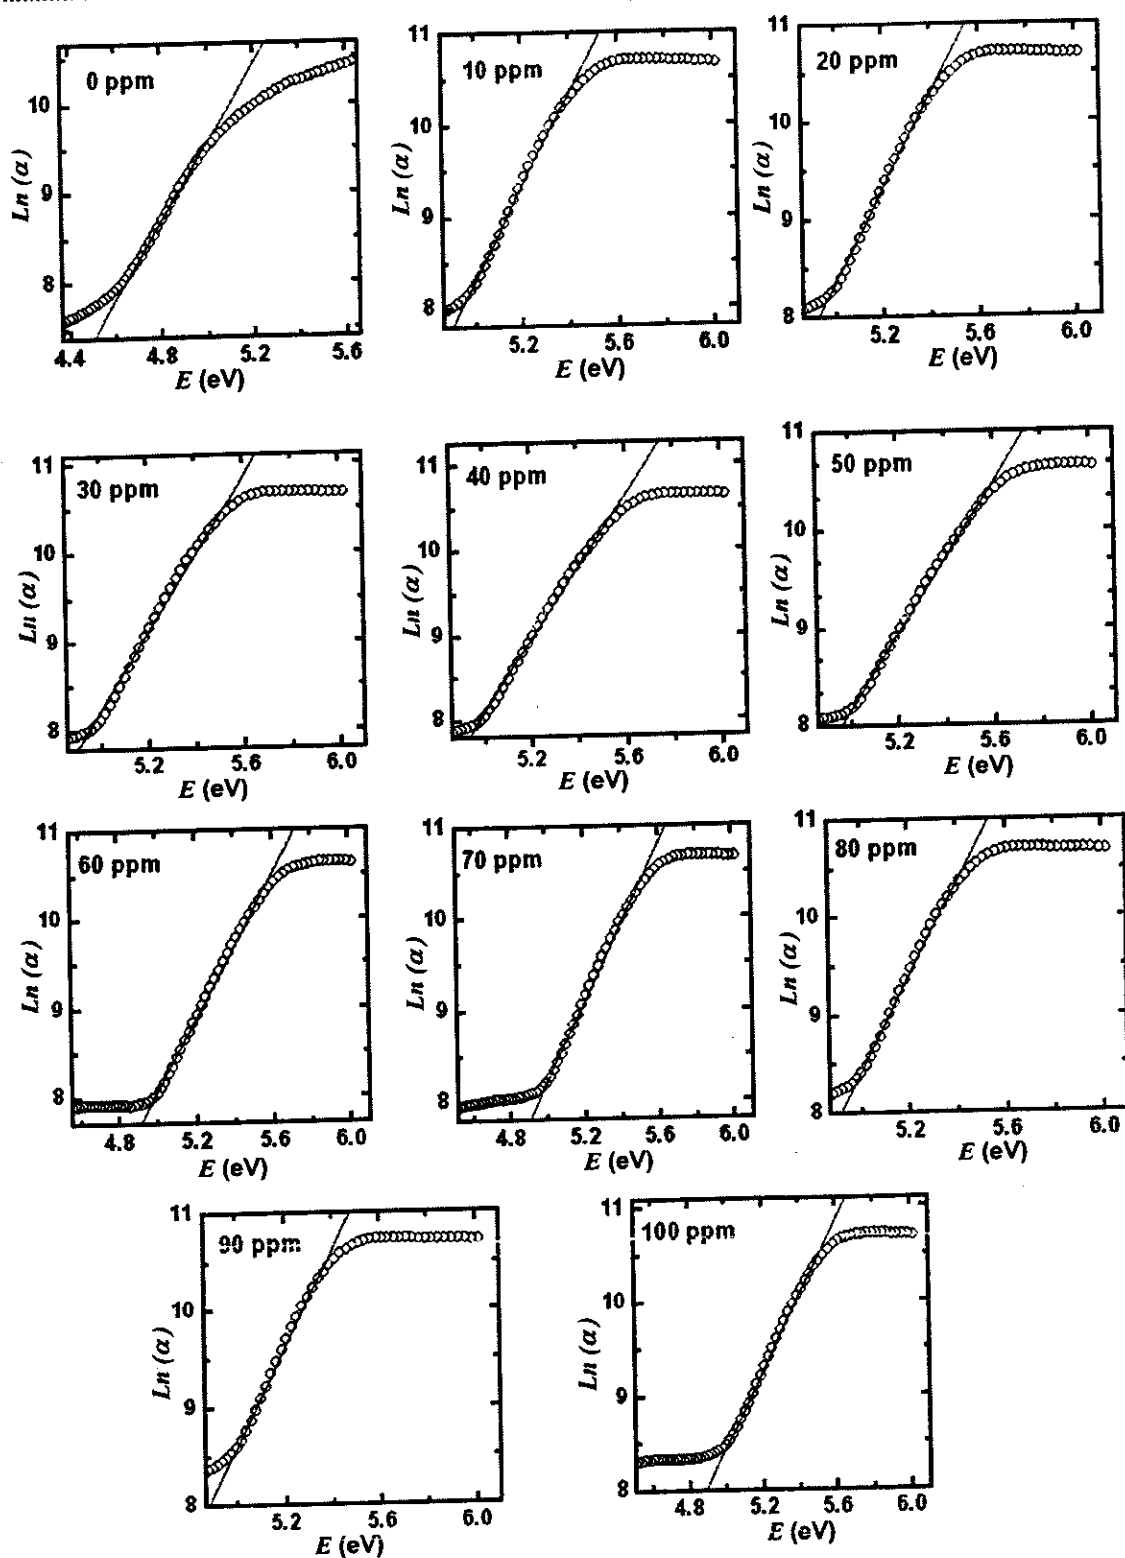 0 ppm
Ln (α)
10
9
8
4.4 4.8 5.2 5.6
E (eV)
10 ppm
Ln (α)
11
10
9
8
5.2 5.6 6.0
E (eV)
20 ppm
Ln (α)
11
10
9
8
5.2 5.6 6.0
E (eV)
30 ppm
Ln (α)
11
10
9
8
5.2 5.6 6.0
E (eV)
40 ppm
Ln (α)
11
10
9
8
5.2 5.6 6.0
E (eV)
50 ppm
Ln (α)
11
10
9
8
5.2 5.6 6.0
E (eV)
60 ppm
Ln (α)
11
10
9
8
4.8 5.2 5.6 6.0
E (eV)
70 ppm
Ln (α)
11
10
9
8
4.8 5.2 5.6 6.0
E (eV)
80 ppm
Ln (α)
11
10
9
8
5.2 5.6 6.0
E (eV)
90 ppm
Ln (α)
11
10
9
8
5.2 5.6 6.0
E (eV)
100 ppm
Ln (α)
11
10
9
8
4.8 5.2 5.6 6.0
E (eV)